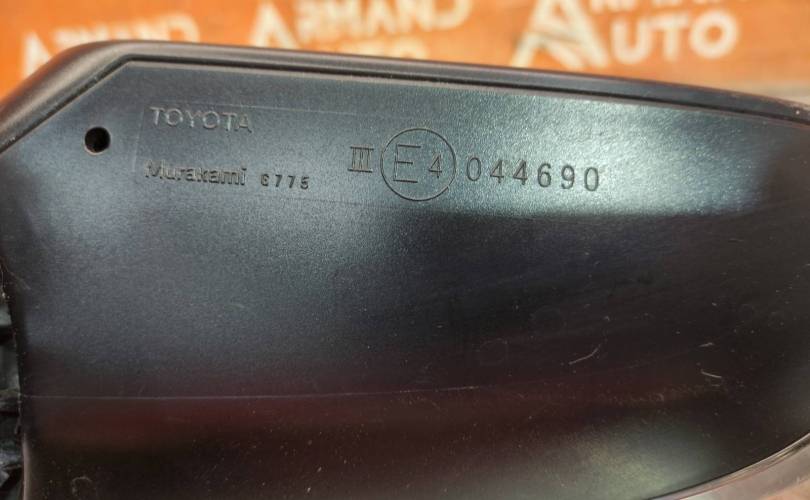 TOYOTA
Murakami 6775
III E4 044690
AUTO